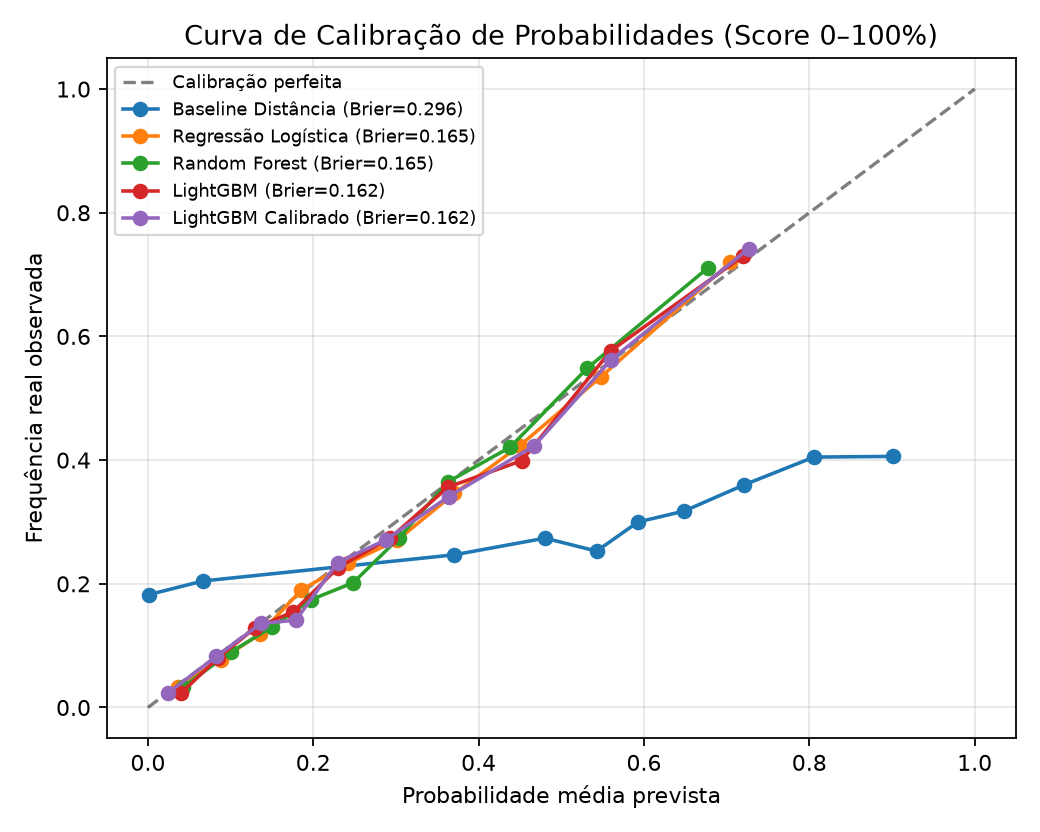 Curva de Calibração de Probabilidades (Score 0–100%)
Calibração perfeita
Baseline Distância (Brier=0.296)
Regressão Logística (Brier=0.165)
Random Forest (Brier=0.165)
LightGBM (Brier=0.162)
LightGBM Calibrado (Brier=0.162)
Frequência real observada
1.0
0.8
0.6
0.4
0.2
0.0
0.0 0.2 0.4 0.6 0.8 1.0
Probabilidade média prevista